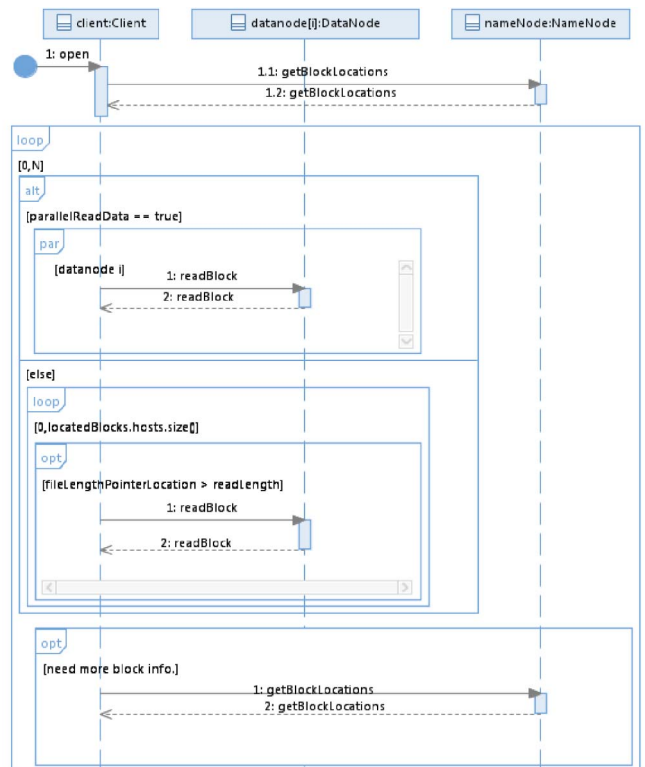 client:Client
datanode[i]:DataNode
nameNode:NameNode
1: open
1.1: getBlockLocations
1.2: getBlockLocations
loop
[0,N]
alt
[parallelReadData == true]
par
[datanode i]
1: readBlock
2: readBlock
[else]
loop
[0,locatedBlocks.hosts.size()]
opt
[fileLengthPointerLocation > readLength]
1: readBlock
2: readBlock
opt
[need more block info.]
1: getBlockLocations
2: getBlockLocations